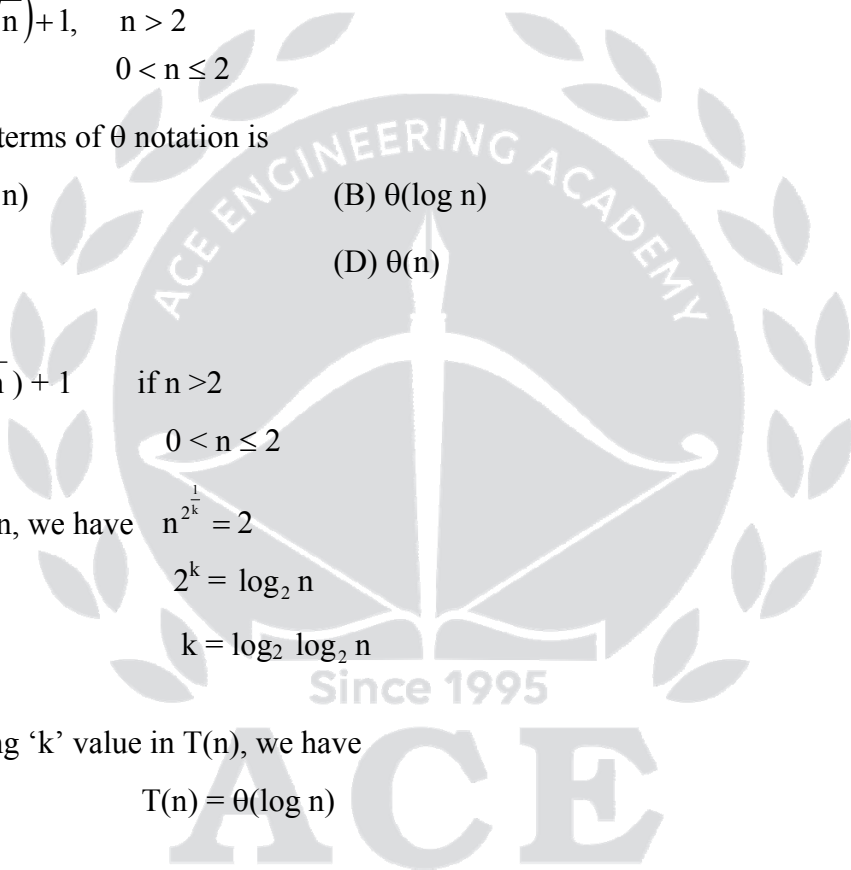 n)+1, n > 2
0 < n ≤ 2
terms of θ notation is
n)
(B) θ(log n)
(D) θ(n)
) + 1 if n >2
0 < n ≤ 2
n, we have n^2^(1/k) = 2
2^k = log₂ n
k = log₂ log₂ n
ng ‘k’ value in T(n), we have
T(n) = θ(log n)
ACE ENGINEERING ACADEMY
Since 1995
ACE